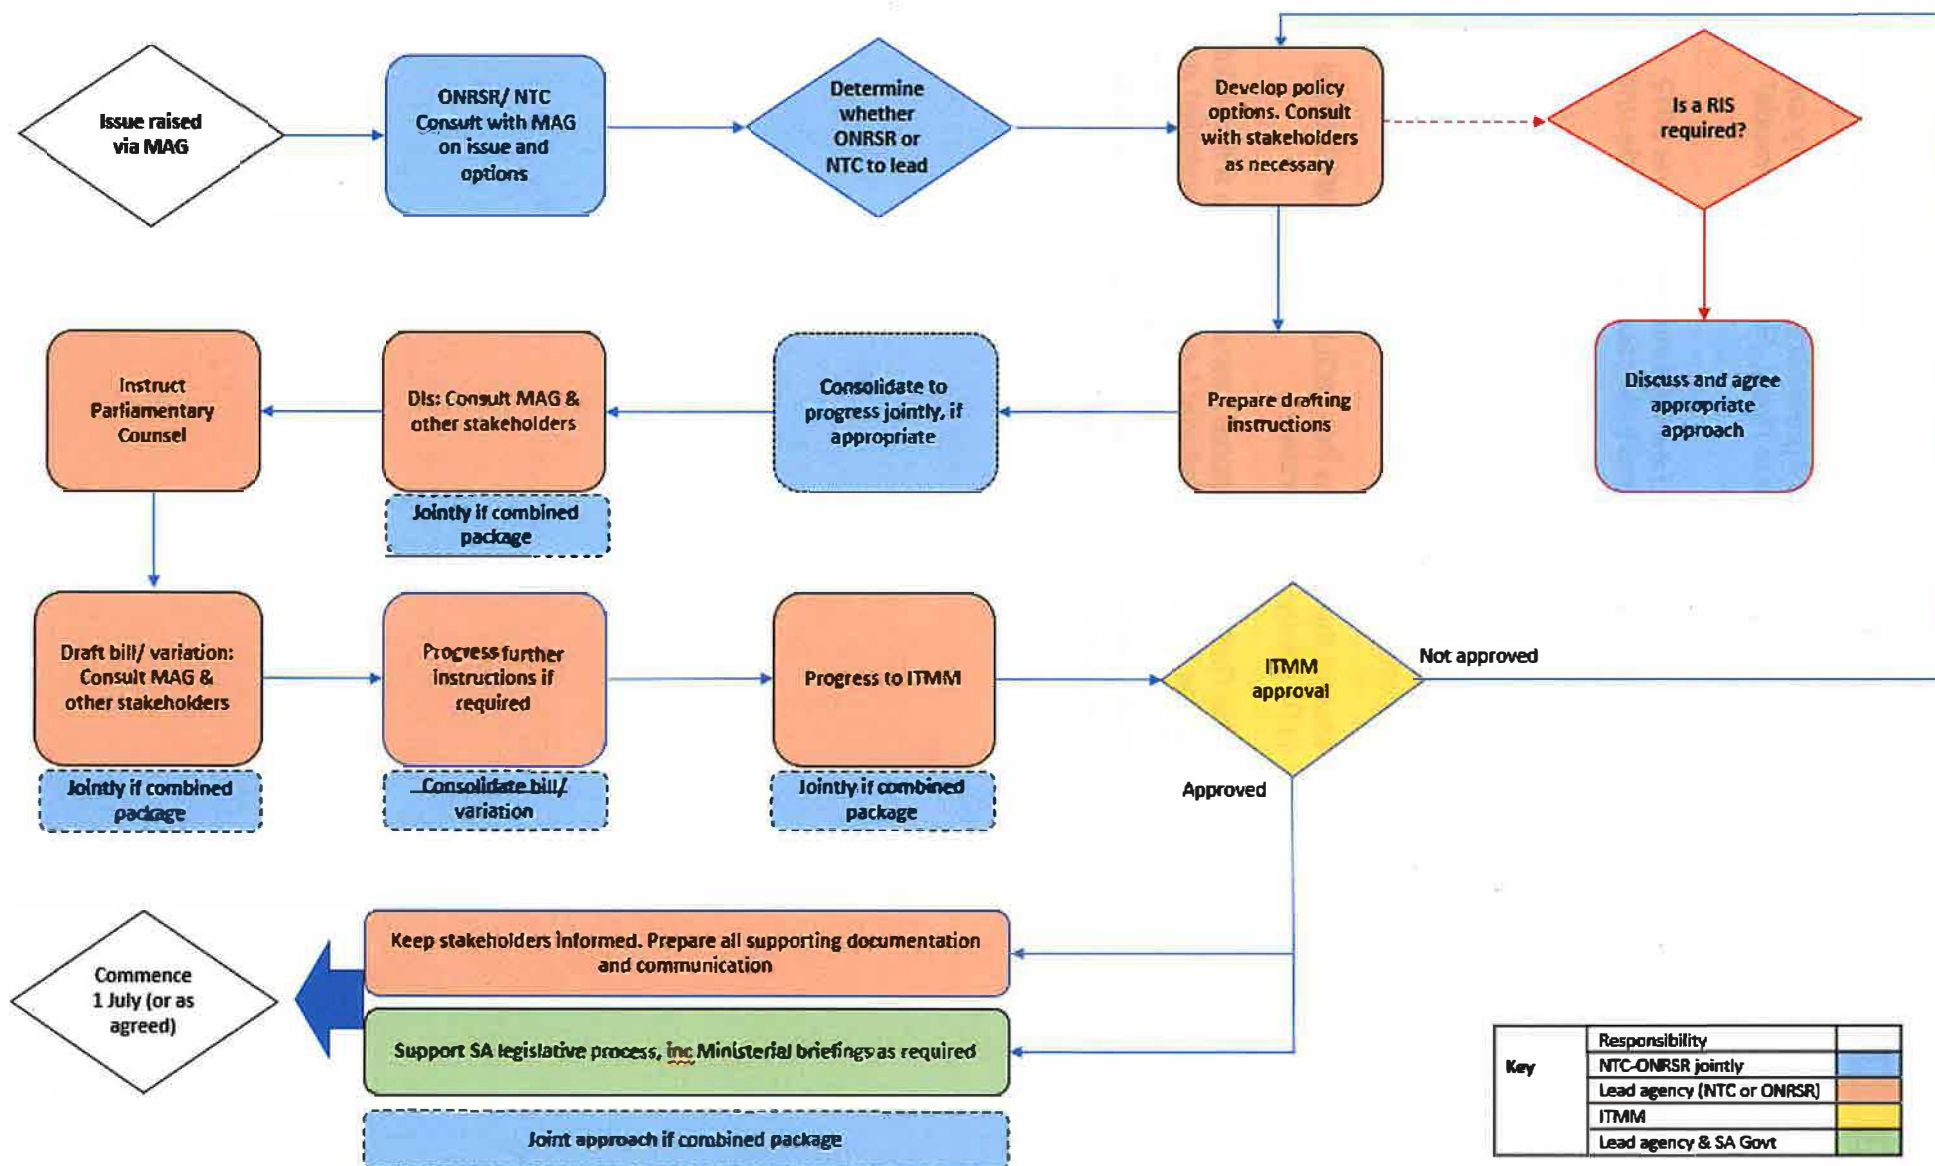 Issue raised
via MAG
ONRSR/ NTC
Consult with MAG
on issue and
options
Determine
whether
ONRSR or
NTC to lead
Develop policy
options. Consult
with stakeholders
as necessary
Is a RIS
required?
Instruct
Parliamentary
Counsel
DIs: Consult MAG &
other stakeholders
Jointly if combined
package
Consolidate to
progress jointly, if
appropriate
Prepare drafting
instructions
Discuss and agree
appropriate
approach
Draft bill/ variation:
Consult MAG &
other stakeholders
Jointly if combined
package
Progress further
instructions if
required
Consolidate bill/
variation
Progress to ITMM
Jointly if combined
package
ITMM
approval
Not approved
Approved
Commence
1 July (or as
agreed)
Keep stakeholders informed. Prepare all supporting documentation
and communication
Support SA legislative process, inc Ministerial briefings as required
Joint approach if combined package
Key
Responsibility
NTC-ONRSR jointly
Lead agency (NTC or ONRSR)
ITMM
Lead agency & SA Govt